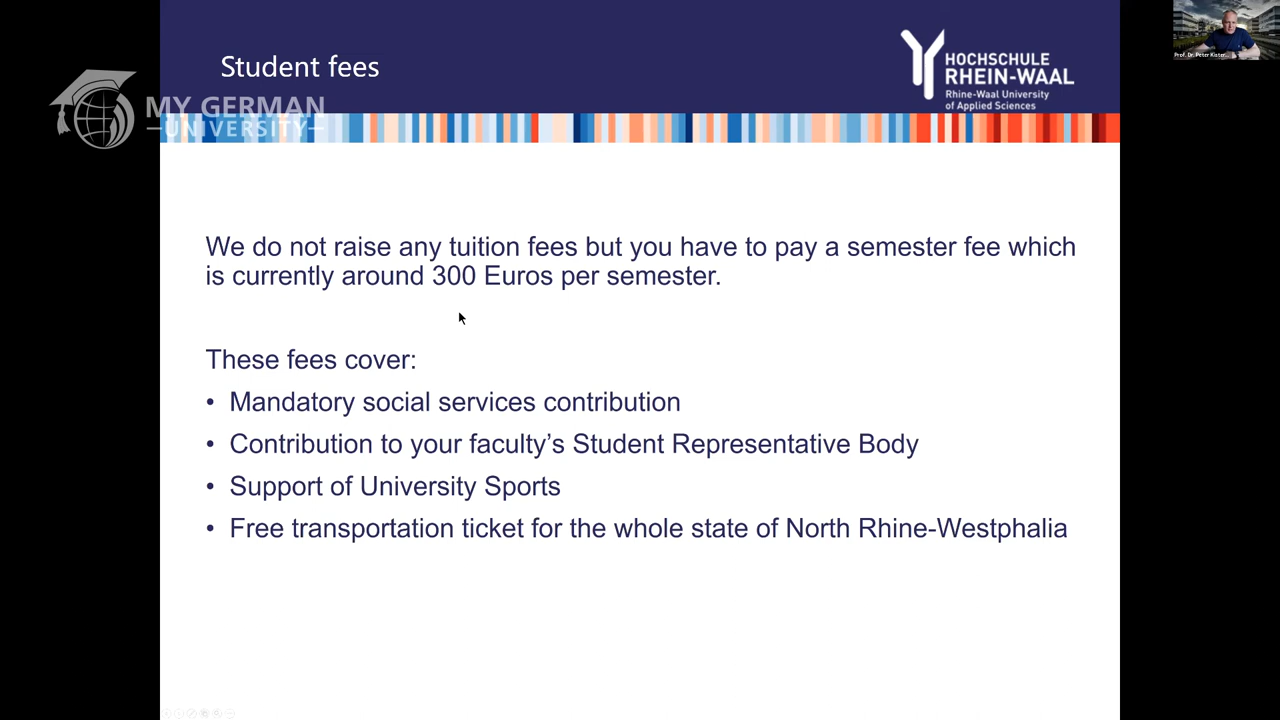 Student fees
HOCHSCHULE
RHEIN-WAAL
Rhine-Waal University
of Applied Sciences
MY GERMAN
UNIVERSITY
We do not raise any tuition fees but you have to pay a semester fee which
is currently around 300 Euros per semester.
These fees cover:
• Mandatory social services contribution
• Contribution to your faculty’s Student Representative Body
• Support of University Sports
• Free transportation ticket for the whole state of North Rhine-Westphalia
Prof. Dr. Peter